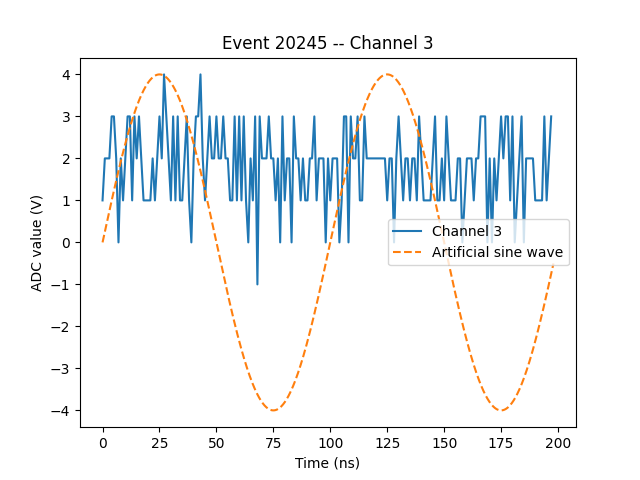 Event 20245 -- Channel 3
ADC value (V)
4
3
2
1
0
−1
−2
−3
−4
Channel 3
Artificial sine wave
0 25 50 75 100 125 150 175 200
Time (ns)